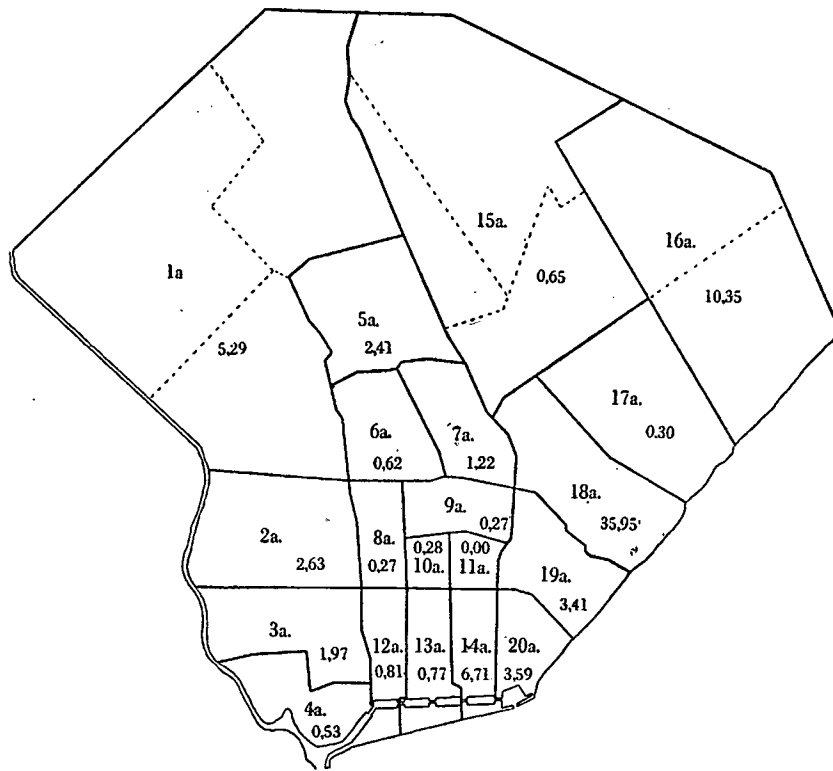 15a.
16a.
1a
0,65
10,35
5a.
5,29
2,41
17a.
6a.
7a.
0.30
0,62
1,22
18a.
9a.
35,95
0,27
2a.
8a.
0,28
0,00
2,63
0,27
10a.
11a.
19a.
3,41
3a.
12a.
13a.
14a.
20a.
1,97
0,81
0,77
6,71
3,59
4a.
0,53